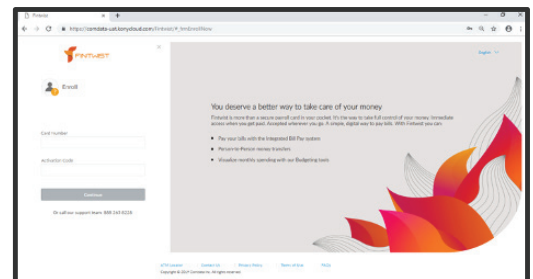 Fintwist
https://comdata-uat.konycloud.com/Fintwist/#_frmEnrollNow
FINTWIST
English
Enroll
You deserve a better way to take care of your money
Fintwist is more than a secure payroll card in your pocket. It's the way to take full control of your money. Immediate
access when you get paid. Accepted wherever you go. A simple, digital way to pay bills. With Fintwist you can:
Pay your bills with the integrated Bill Pay system
Person-to-Person money transfers
Visualize monthly spending with our Budgeting tools
Card Number
Activation Code
Continue
Or call our support team: 888-265-8228
ATM Locator Contact Us Privacy Policy Terms of Use FAQs
Copyright © 2019 Comdata Inc. All rights reserved.